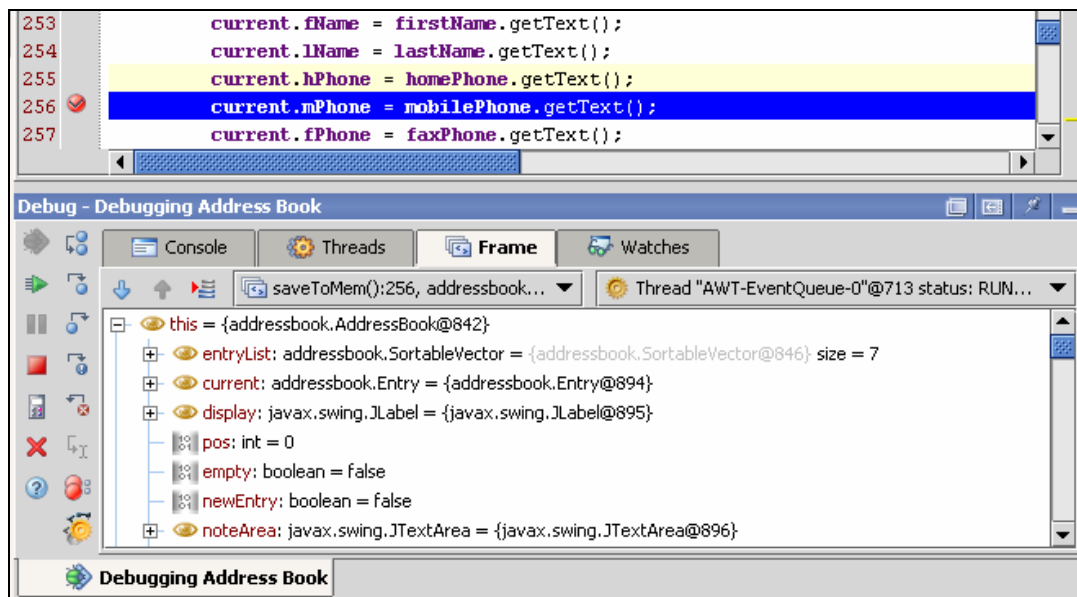 253 current.fName = firstName.getText();
254 current.lName = lastName.getText();
255 current.hPhone = homePhone.getText();
256 current.mPhone = mobilePhone.getText();
257 current.fPhone = faxPhone.getText();
Debug - Debugging Address Book
Console Threads Frame Watches
saveToMem():256, addressbook... Thread "AWT-EventQueue-0"@713 status: RUN...
this = {addressbook.AddressBook@842}
entryList: addressbook.SortableVector = {addressbook.SortableVector@846} size = 7
current: addressbook.Entry = {addressbook.Entry@894}
display: javax.swing.JLabel = {javax.swing.JLabel@895}
pos: int = 0
empty: boolean = false
newEntry: boolean = false
noteArea: javax.swing.JTextArea = {javax.swing.JTextArea@896}
Debugging Address Book